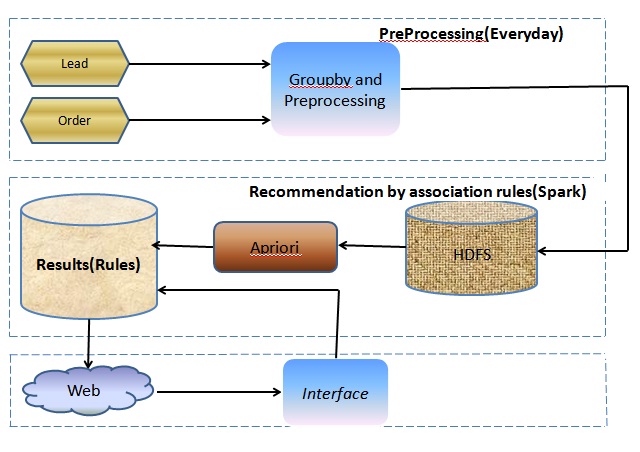 PreProcessing(Everyday)
Lead
Groupby and
Preprocessing
Order
Recommendation by association rules(Spark)
Results(Rules)
Apriori
HDFS
Web
Interface